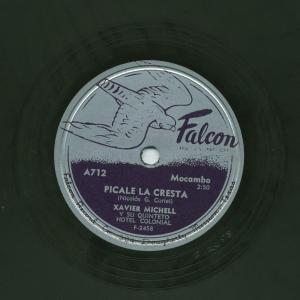 Falcon
A712
Mocambo
2:50
PICALE LA CRESTA
(Nicolás G. Curiel)
XAVIER MICHELL
Y SU QUINTETO
HOTEL COLONIAL
F-2458